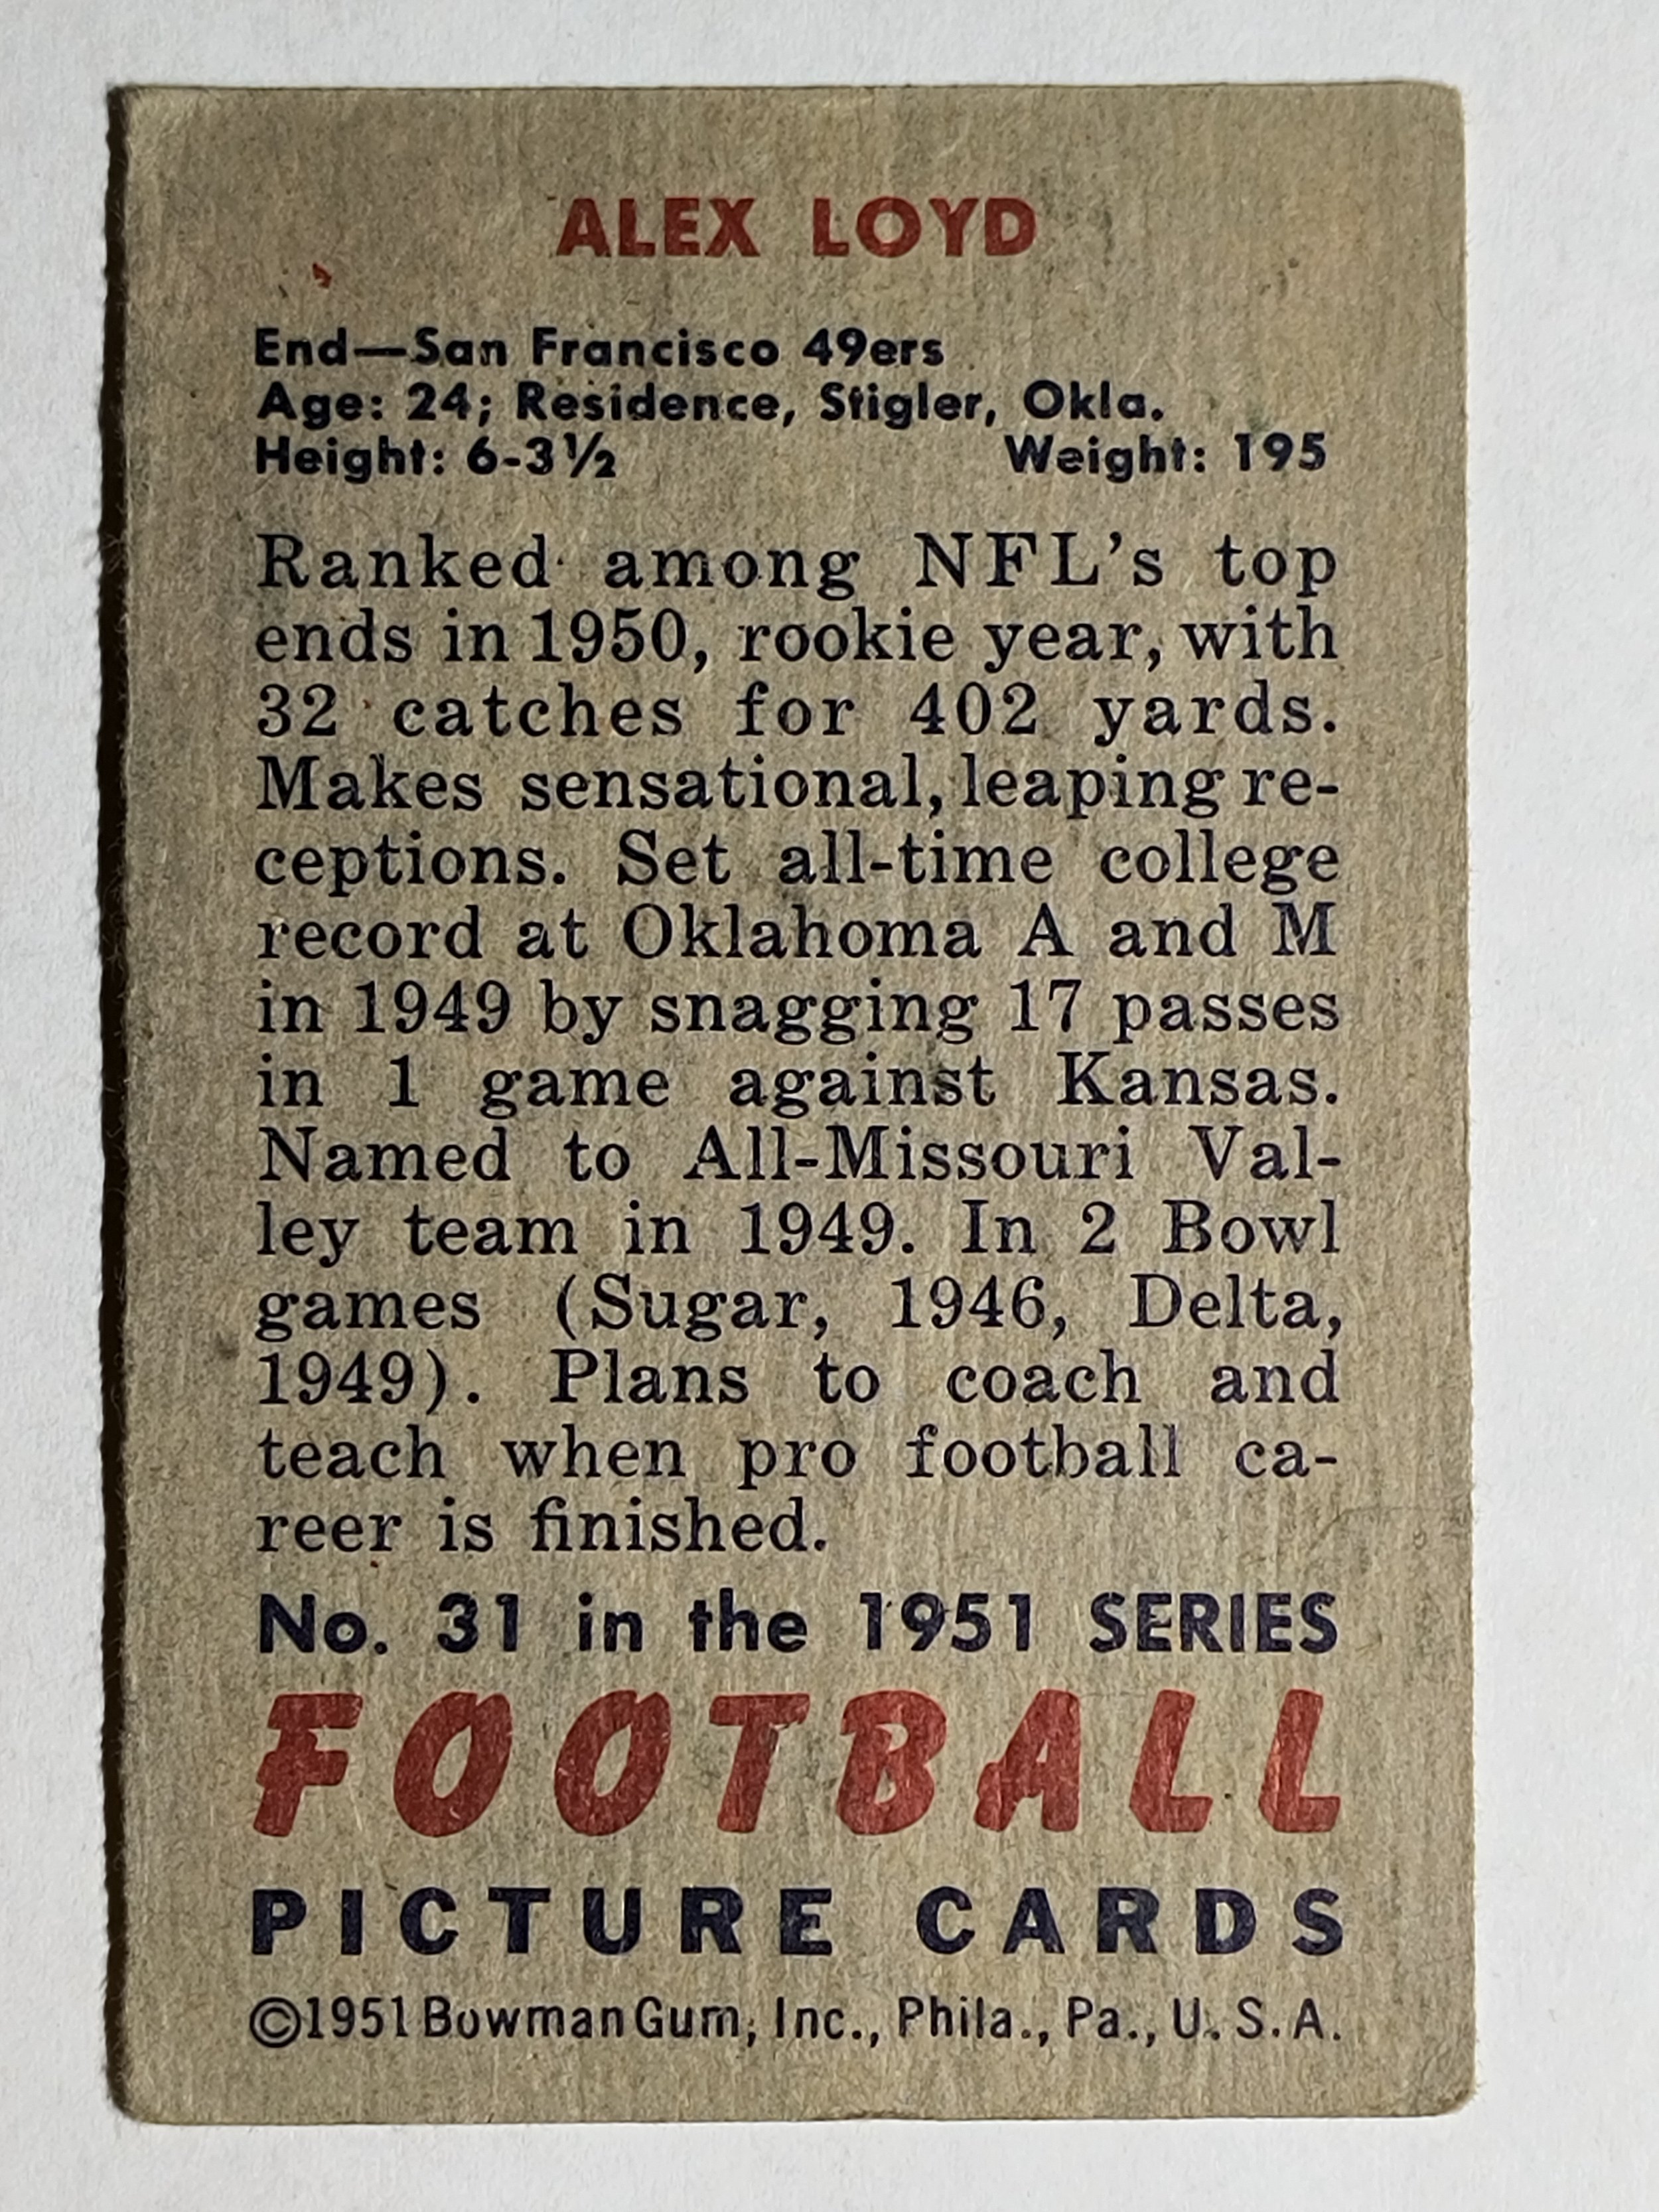 ALEX LOYD
End—San Francisco 49ers
Age: 24; Residence, Stigler, Okla.
Height: 6-3½ Weight: 195
Ranked among NFL's top
ends in 1950, rookie year, with
32 catches for 402 yards.
Makes sensational, leaping re-
ceptions. Set all-time college
record at Oklahoma A and M
in 1949 by snagging 17 passes
in 1 game against Kansas.
Named to All-Missouri Val-
ley team in 1949. In 2 Bowl
games (Sugar, 1946, Delta,
1949). Plans to coach and
teach when pro football ca-
reer is finished.
No. 31 in the 1951 SERIES
FOOTBALL
PICTURE CARDS
©1951 Bowman Gum, Inc., Phila., Pa., U. S. A.